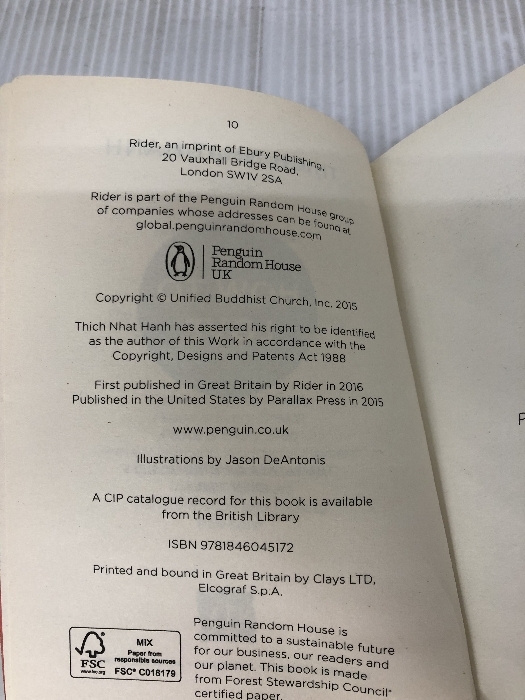 10
Rider, an imprint of Ebury Publishing,
20 Vauxhall Bridge Road,
London SW1V 2SA
Rider is part of the Penguin Random House group
of companies whose addresses can be found at
global.penguinrandomhouse.com
Penguin
Random House
UK
Copyright © Unified Buddhist Church, Inc. 2015
Thich Nhat Hanh has asserted his right to be identified
as the author of this Work in accordance with the
Copyright, Designs and Patents Act 1988
First published in Great Britain by Rider in 2016
Published in the United States by Parallax Press in 2015
www.penguin.co.uk
Illustrations by Jason DeAntonis
A CIP catalogue record for this book is available
from the British Library
ISBN 9781846045172
Printed and bound in Great Britain by Clays LTD,
Elcograf S.p.A.
FSC
www.fsc.org
MIX
Paper from
responsible sources
FSC® C018179
Penguin Random House is
committed to a sustainable future
for our business, our readers and
our planet. This book is made
from Forest Stewardship Council®
certified paper.